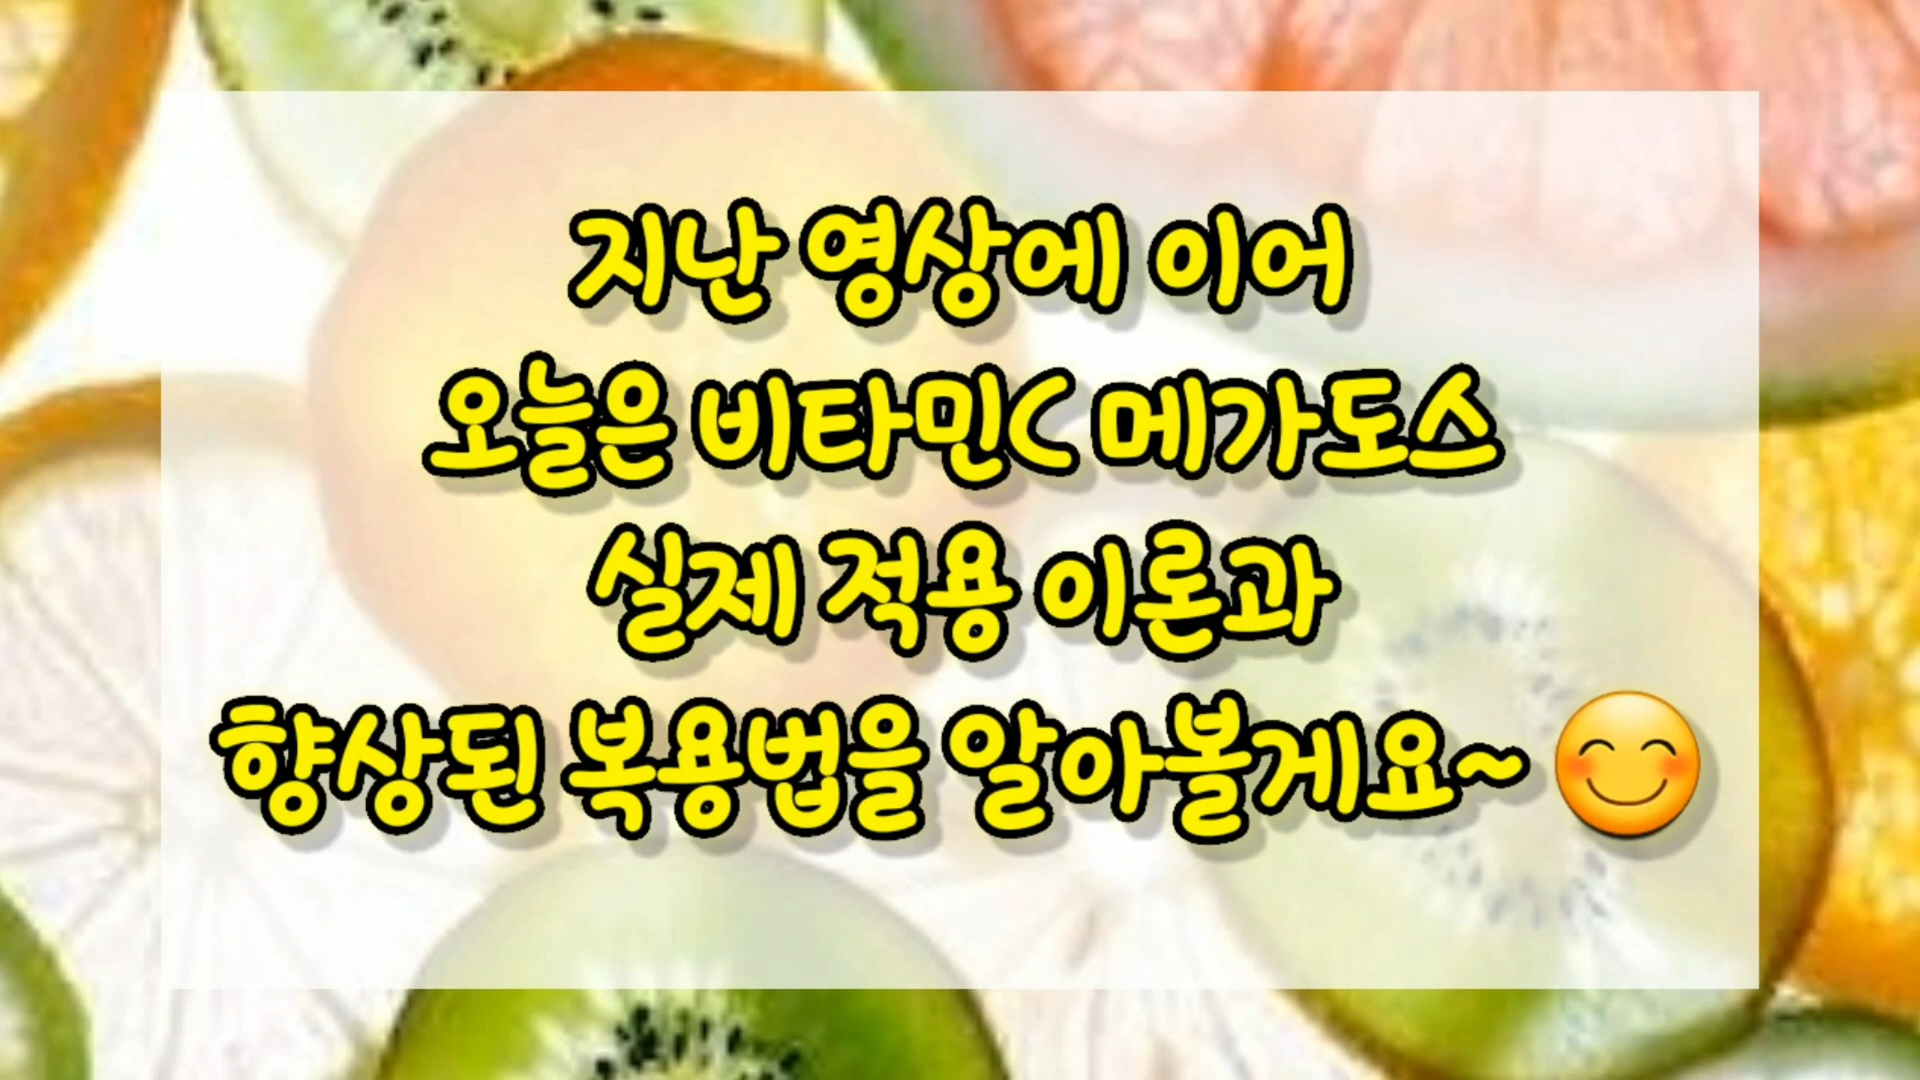 지난 영상에 이어
오늘은 비타민C 메가도스
실제 적용 이론과
향상된 복용법을 알아볼게요~ 😊